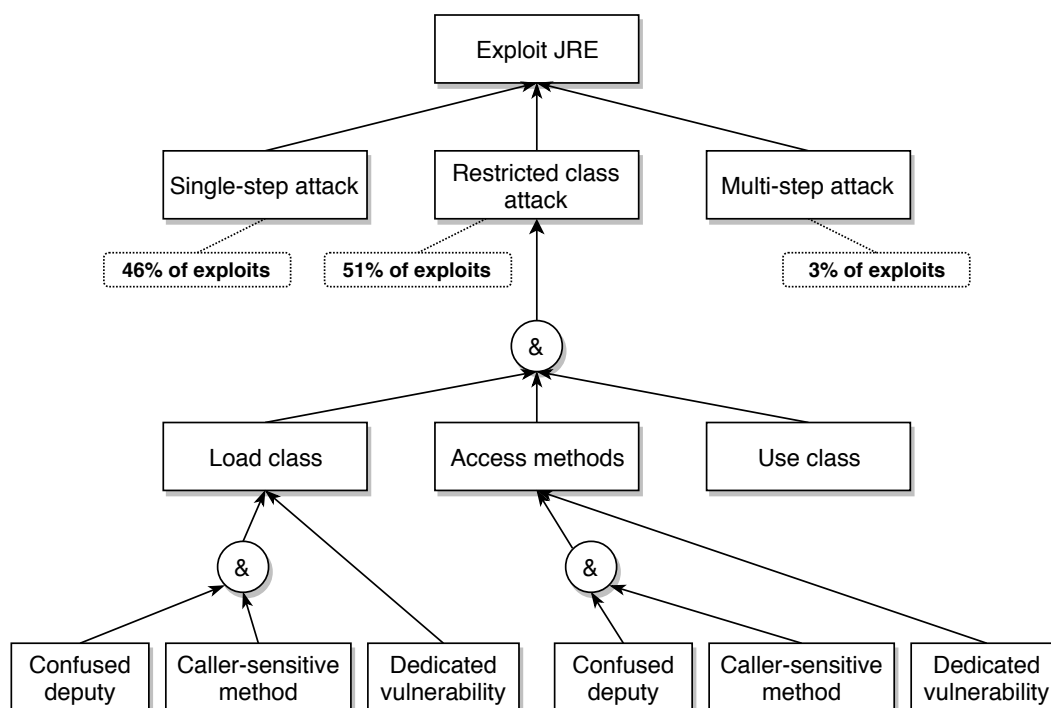 Exploit JRE
Single-step attack
Restricted class
attack
Multi-step attack
46% of exploits
51% of exploits
3% of exploits
&
Load class
Access methods
Use class
&
&
Confused
deputy
Caller-sensitive
method
Dedicated
vulnerability
Confused
deputy
Caller-sensitive
method
Dedicated
vulnerability